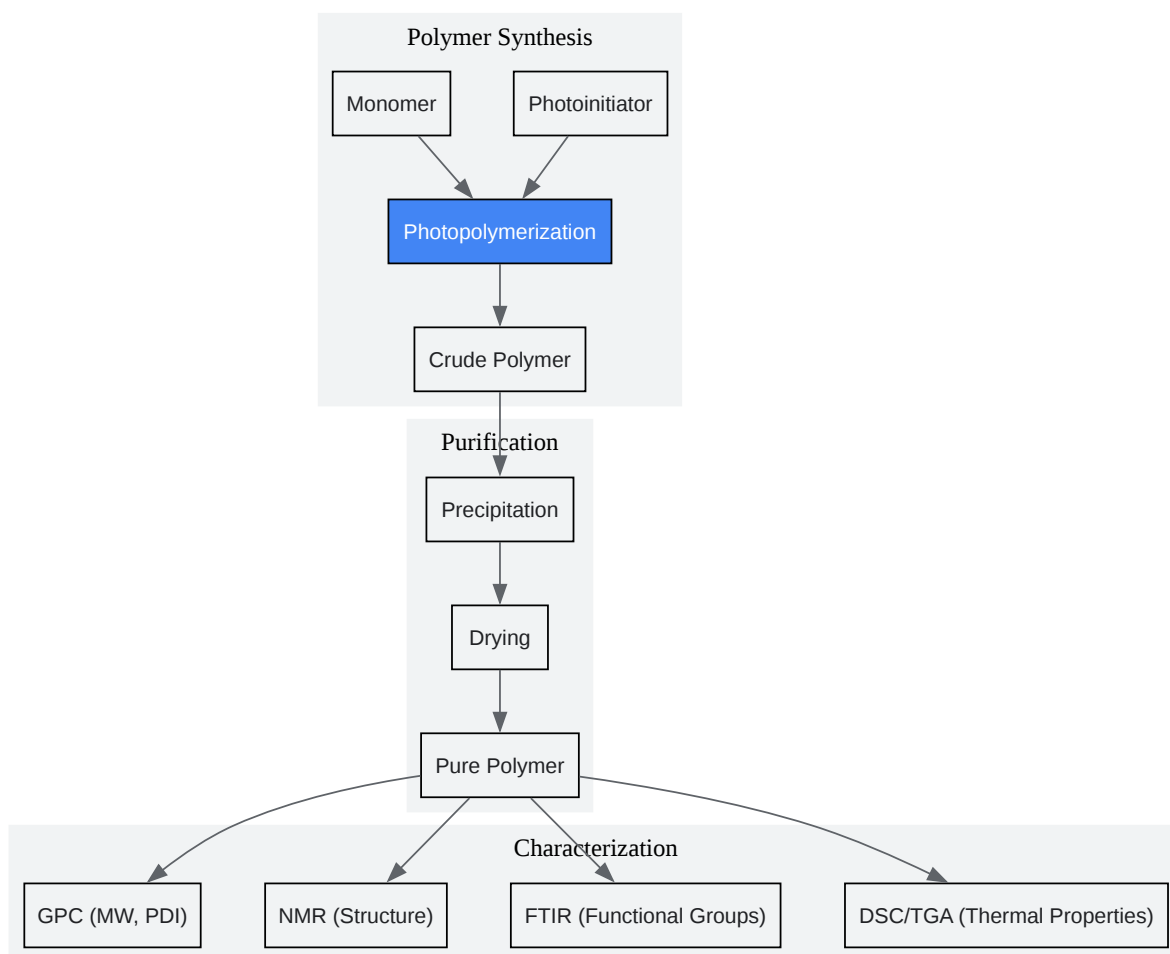 Polymer Synthesis
Monomer
Photoinitiator
Photopolymerization
Crude Polymer
Purification
Precipitation
Drying
Pure Polymer
Characterization
GPC (MW, PDI)
NMR (Structure)
FTIR (Functional Groups)
DSC/TGA (Thermal Properties)